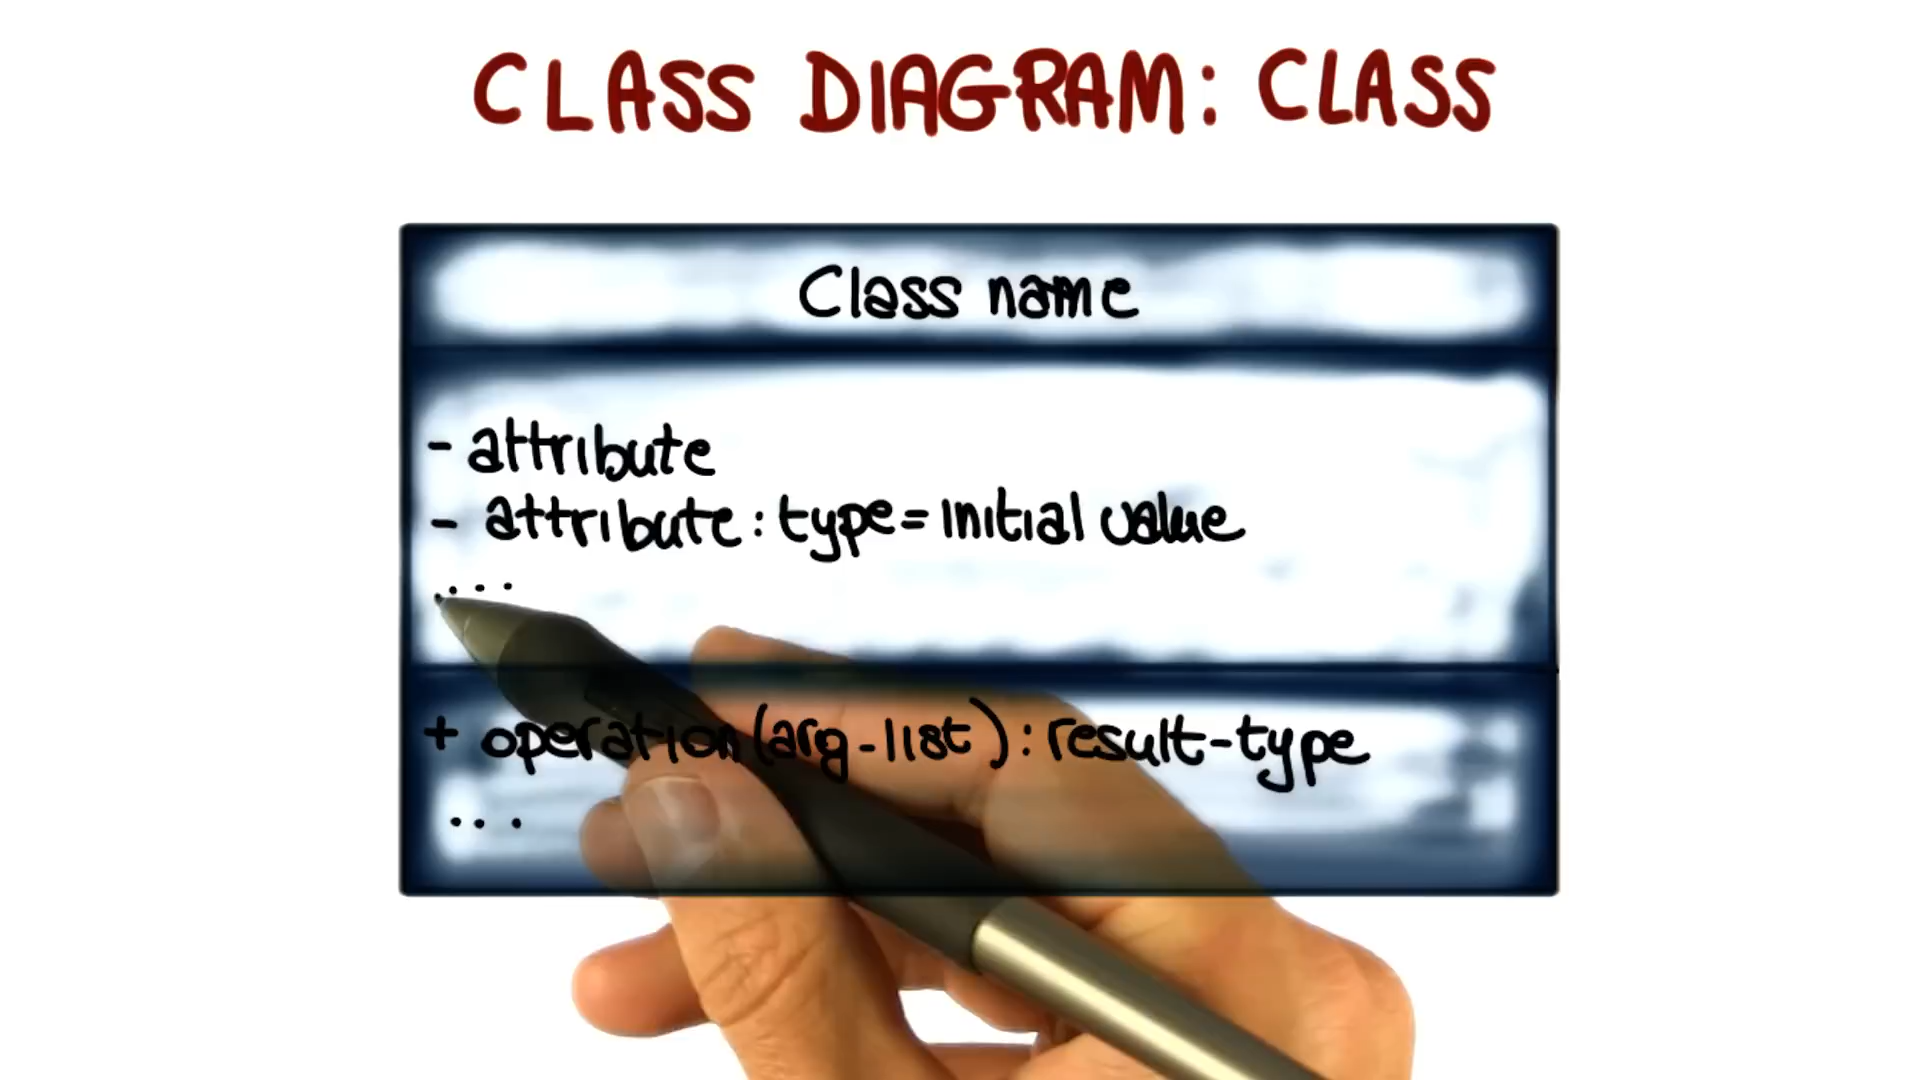 CLASS DIAGRAM: CLASS
Class name
- attribute
- attribute: type = initial value
...
+ operation (arg-list): result-type
...